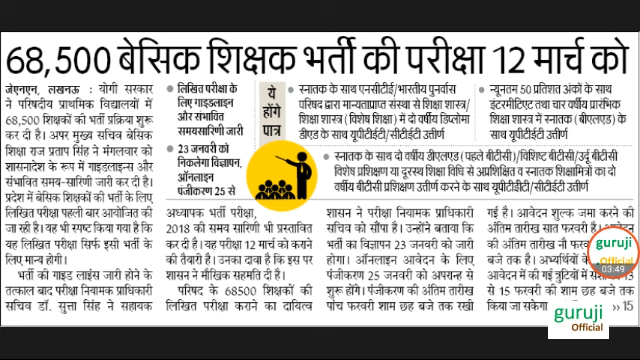 68,500 बेसिक शिक्षक भर्ती की परीक्षा 12 मार्च को
जेएनएन, लखनऊ : योगी सरकार
ने परिषदीय प्राथमिक विद्यालयों में
68,500 शिक्षकों की भर्ती प्रक्रिया शुरू
कर दी है। अपर मुख्य सचिव बेसिक
शिक्षा राज प्रताप सिंह ने मंगलवार को
शासनादेश के रूप में गाइडलाइन्स और
संभावित समय-सारिणी जारी कर दी है।
प्रदेश में बेसिक शिक्षकों की भर्ती के लिए
लिखित परीक्षा पहली बार आयोजित की
जा रही है। यह भी स्पष्ट किया गया है कि
यह लिखित परीक्षा सिर्फ इसी भर्ती के
लिए मान्य होगी।
भर्ती की गाइड लाइंस जारी होने के
तत्काल बाद परीक्षा नियामक प्राधिकारी
सचिव डॉ. सुत्ता सिंह ने सहायक
● लिखित परीक्षा के
लिए गाइडलाइन
और संभावित
समयसारिणी जारी
● 23 जनवरी को
निकलेगा विज्ञापन,
ऑनलाइन
पंजीकरण 25 से
ये
होंगे
पात्र
● स्नातक के साथ एनसीटीई/भारतीय पुनर्वास
परिषद द्वारा मान्यताप्राप्त संस्था से शिक्षा शास्त्र/
शिक्षा शास्त्र (विशेष शिक्षा) में दो वर्षीय डिप्लोमा
डीएड के साथ यूपीटीईटी/सीटीईटी उत्तीर्ण
● न्यूनतम 50 प्रतिशत अंकों के साथ
इंटरमीडिएट तथा चार वर्षीय प्रारंभिक
शिक्षा शास्त्र में स्नातक (बीएलएड) के
साथ यूपीटीईटी/सीटीईटी उत्तीर्ण
● स्नातक के साथ दो वर्षीय डीएलएड (पहले बीटीसी)/विशिष्ट बीटीसी/उर्दू बीटीसी
विशेष प्रशिक्षण या दूरस्थ शिक्षा विधि से अप्रशिक्षित व स्नातक शिक्षामित्रों का दो
वर्षीय बीटीसी प्रशिक्षण उत्तीर्ण करने के साथ यूपीटीईटी/सीटीईटी उत्तीर्ण
अध्यापक भर्ती परीक्षा,
2018 की समय सारिणी भी प्रस्तावित
कर दी है। यह परीक्षा 12 मार्च को कराने
की तैयारी है। उनका दावा है कि इस पर
शासन ने मौखिक सहमति दी है।
परिषद के 68500 शिक्षकों की
लिखित परीक्षा कराने का दायित्व
शासन ने परीक्षा नियामक प्राधिकारी
सचिव को सौंपा है। उन्होंने बताया कि
भर्ती का विज्ञापन 23 जनवरी को जारी
होगा। ऑनलाइन आवेदन के लिए
पंजीकरण 25 जनवरी को अपरान्ह से
शुरू होंगे। पंजीकरण की अंतिम तारीख
पांच फरवरी शाम छह बजे तक रखी
गई है। आवेदन शुल्क जमा करने की
अंतिम तारीख सात फरवरी है।
की अंतिम तारीख नौ फरव
बजे तक है। अभ्यर्थियों के
आवेदन में की गई त्रुटियों में 13
से 15 फरवरी की शाम छह बजे तक
किया जा सकेगा। >>15
guruji
Official
03:49
guruji
Official